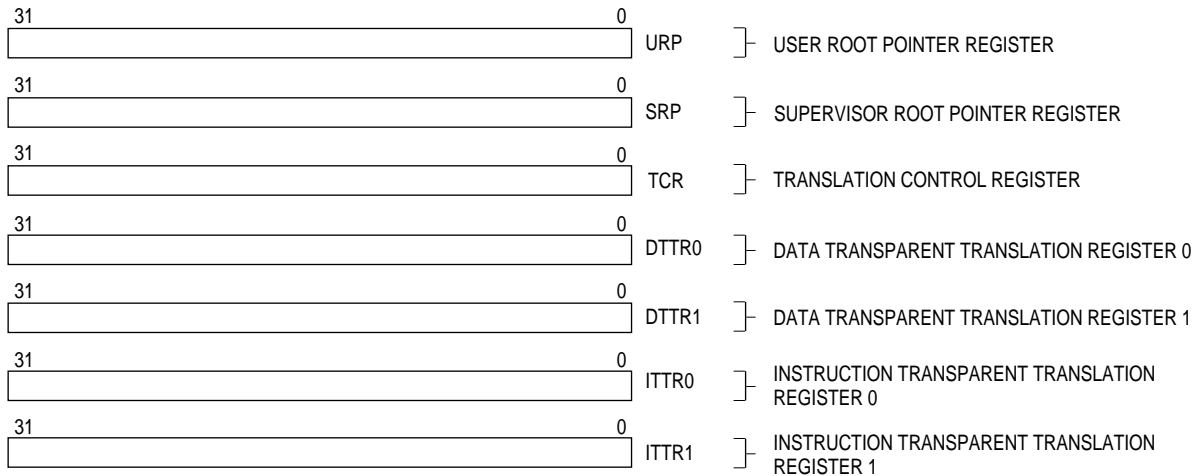 31 0
URP USER ROOT POINTER REGISTER
31 0
SRP SUPERVISOR ROOT POINTER REGISTER
31 0
TCR TRANSLATION CONTROL REGISTER
31 0
DTTR0 DATA TRANSPARENT TRANSLATION REGISTER 0
31 0
DTTR1 DATA TRANSPARENT TRANSLATION REGISTER 1
31 0
ITTR0 INSTRUCTION TRANSPARENT TRANSLATION
REGISTER 0
31 0
ITTR1 INSTRUCTION TRANSPARENT TRANSLATION
REGISTER 1